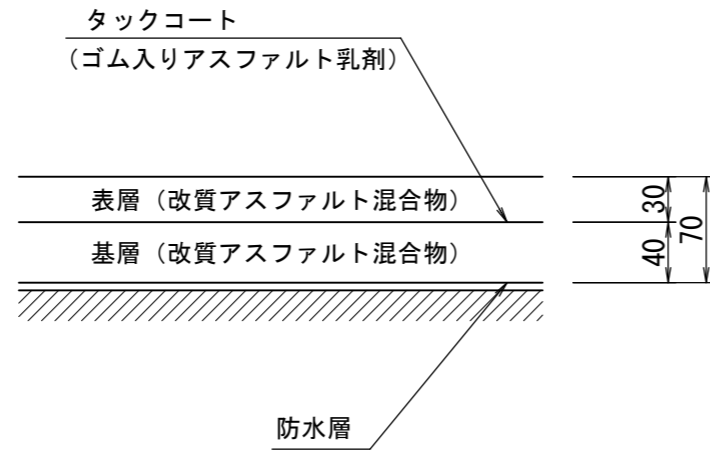 タックコート
（ゴム入りアスファルト乳剤）
表層（改質アスファルト混合物）
基層（改質アスファルト混合物）
30
40
70
防水層